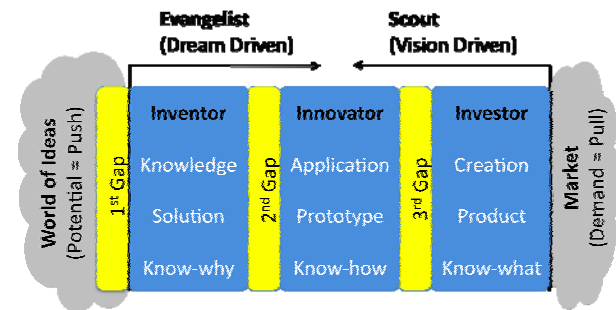 Evangelist
(Dream Driven)
Scout
(Vision Driven)
World of Ideas
(Potential = Push)
1st Gap
Inventor
Knowledge
Solution
Know-why
2nd Gap
Innovator
Application
Prototype
Know-how
3rd Gap
Investor
Creation
Product
Know-what
Market
(Demand = Pull)